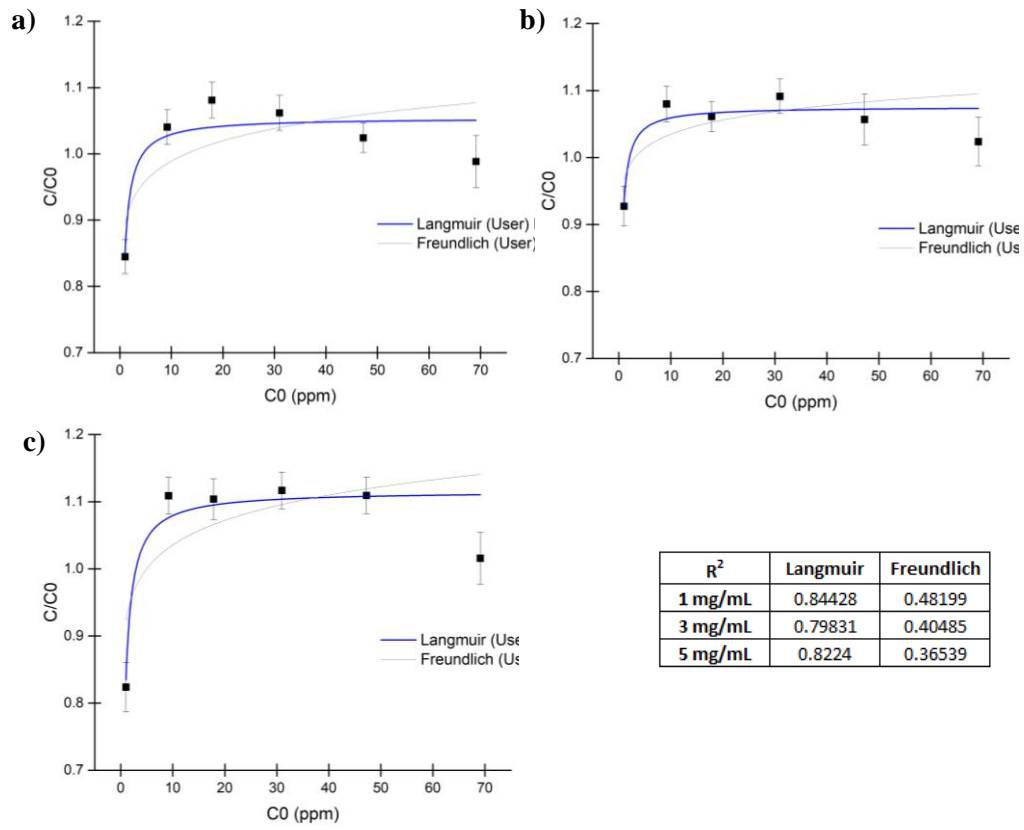 a)
1.2
1.1
1.0
0.9
0.8
0.7
C/C0
Langmuir (User)
Freundlich (User)
0 10 20 30 40 50 60 70
C0 (ppm)
b)
1.2
1.1
1.0
0.9
0.8
0.7
C/C0
Langmuir (Use
Freundlich (Us
0 10 20 30 40 50 60 70
C0 (ppm)
c)
1.2
1.1
1.0
0.9
0.8
0.7
C/C0
Langmuir (Use
Freundlich (Us
0 10 20 30 40 50 60 70
C0 (ppm)
R² Langmuir Freundlich
1 mg/mL 0.84428 0.48199
3 mg/mL 0.79831 0.40485
5 mg/mL 0.8224 0.36539